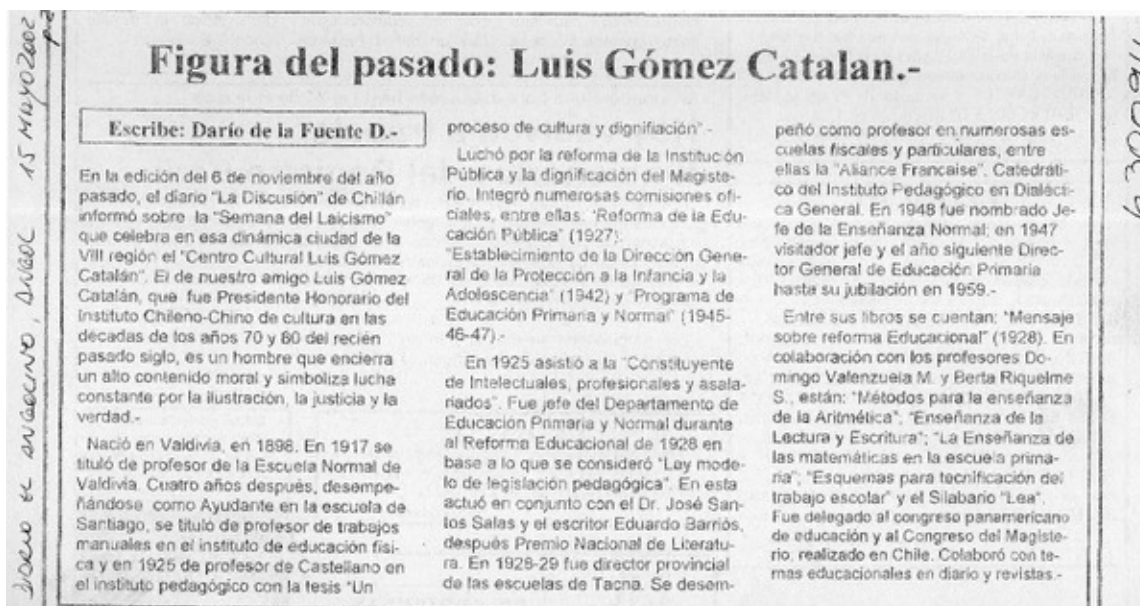 Figura del pasado: Luis Gómez Catalan.-
Escribe: Darío de la Fuente D.-
En la edición del 6 de noviembre del año
pasado, el diario "La Discusión" de Chillán
informó sobre la "Semana del Laicismo"
que celebra en esa dinámica ciudad de la
VIII región el "Centro Cultural Luis Gómez
Catalán". El de nuestro amigo Luis Gómez
Catalán, que fue Presidente Honorario del
Instituto Chileno-Chino de cultura en las
decadas de los años 70 y 80 del recién
pasado siglo, es un hombre que encierra
un alto contenido moral y simboliza lucha
constante por la ilustración, la justicia y la
verdad.-
Nació en Valdivia, en 1898. En 1917 se
tituló de profesor de la Escuela Normal de
Valdivia. Cuatro años después, desempe-
ñándose como Ayudante en la escuela de
Santiago, se tituló de profesor de trabajos
manuales en el instituto de educación físi-
ca y en 1925 de profesor de Castellano en
el instituto pedagógico con la tesis "Un
proceso de cultura y dignifiación".-
Luchó por la reforma de la Institucón
Pública y la dignificación del Magiste-
rio. Integró numerosas comisiones ofi-
ciales, entre ellas: "Reforma de la Edu-
cación Pública" (1927).
"Establecimiento de la Dirección Gene-
ral de la Protección a la Infancia y la
Adolescencia" (1942) y "Programa de
Educación Primaria y Normal" (1945-
46-47).-
En 1925 asistió a la "Constituyente
de Intelectuales, profesionales y asala-
riados". Fue jefe del Departamento de
Educación Primaria y Normal durante
al Reforma Educacional de 1928 en
base a lo que se consideró "Ley mode-
lo de legislación pedagógica". En esta
actuó en conjunto con el Dr. José San-
tos Salas y el escritor Eduardo Barrios,
después Premio Nacional de Literatu-
ra. En 1928-29 fue director provincial
de las escuelas de Tacna. Se desem-
peñó como profesor en numerosas es-
cuelas fiscales y particulares, entre
ellas la "Aliance Francaise". Catedráti-
co del Instituto Pedagógico en Dialécti-
ca General. En 1948 fue nombrado Je-
fe de la Enseñanza Normal; en 1947
visitador jefe y el año siguiente Direc-
tor General de Educación Primaria
hasta su jubilación en 1959.-
Entre sus libros se cuentan: "Mensaje
sobre reforma Educacional" (1928). En
colaboración con los profesores Do-
mingo Valenzuela M. y Berta Riquelme
S., están: "Métodos para la enseñanza
de la Aritmética"; "Enseñanza de la
Lectura y Escritura"; "La Enseñanza de
las matemáticas en la escuela prima-
ria"; "Esquemas para tecnificación del
trabajo escolar" y el Silabario "Lea".
Fue delegado al congreso panamericano
de educación y al Congreso del Magiste-
rio, realizado en Chile. Colaboró con te-
mas educacionales en diario y revistas.-
15 MAYO 2002